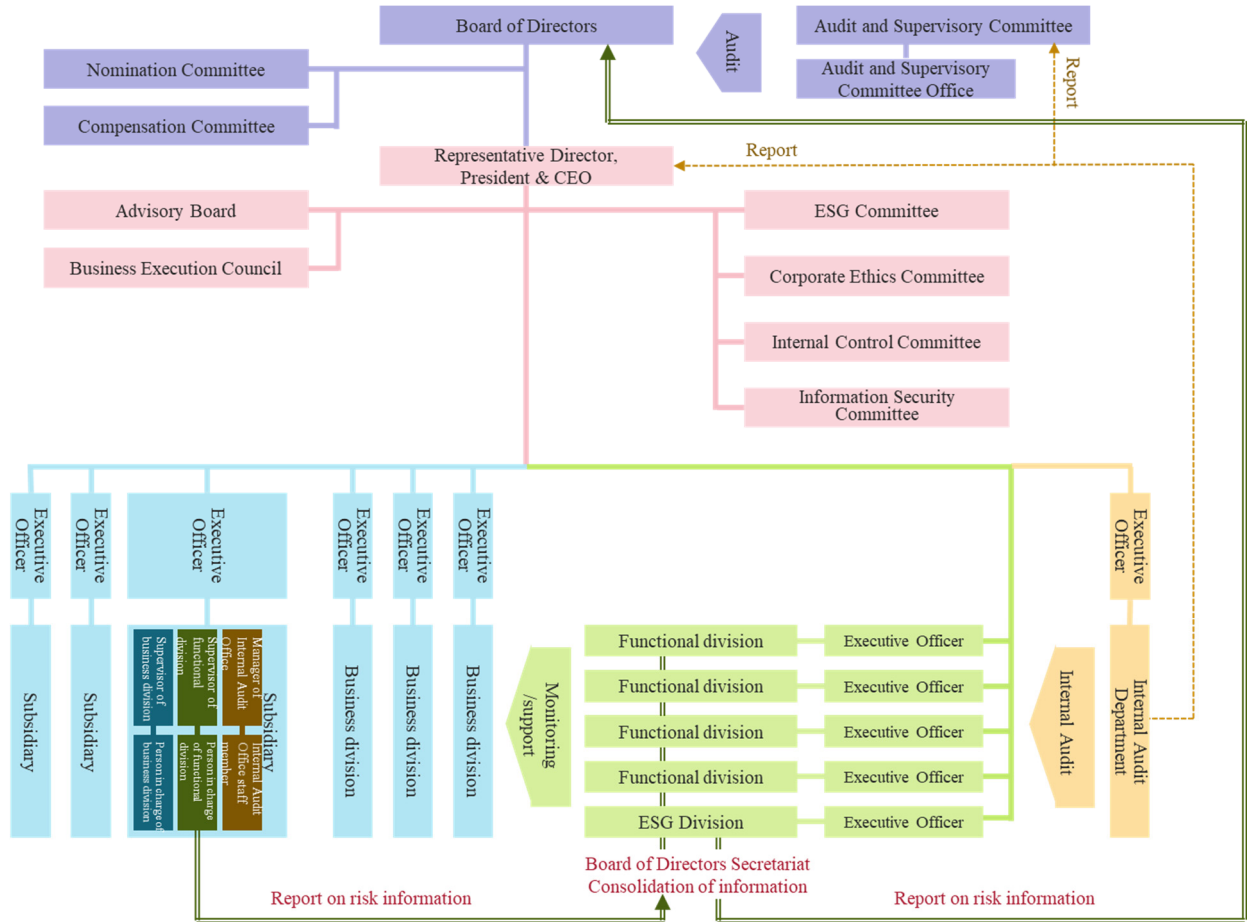 Board of Directors
Audit
Audit and Supervisory Committee
Audit and Supervisory
Committee Office
Report
Nomination Committee
Compensation Committee
Representative Director,
President & CEO
Report
Advisory Board
Business Execution Council
ESG Committee
Corporate Ethics Committee
Internal Control Committee
Information Security
Committee
Executive
Officer
Executive
Officer
Executive
Officer
Executive
Officer
Executive
Officer
Executive
Officer
Executive
Officer
Subsidiary
Subsidiary
Subsidiary
Supervisor of
business division
Supervisor of
functional
division
Manager of
Internal Audit
Office
Person in charge of
business division
Person in charge
of functional
division
Internal Audit
Office staff
member
Business division
Business division
Business division
Monitoring
/support
Functional division
Executive Officer
Functional division
Executive Officer
Functional division
Executive Officer
Functional division
Executive Officer
ESG Division
Executive Officer
Internal Audit
Internal Audit
Department
Board of Directors Secretariat
Consolidation of information
Report on risk information
Report on risk information